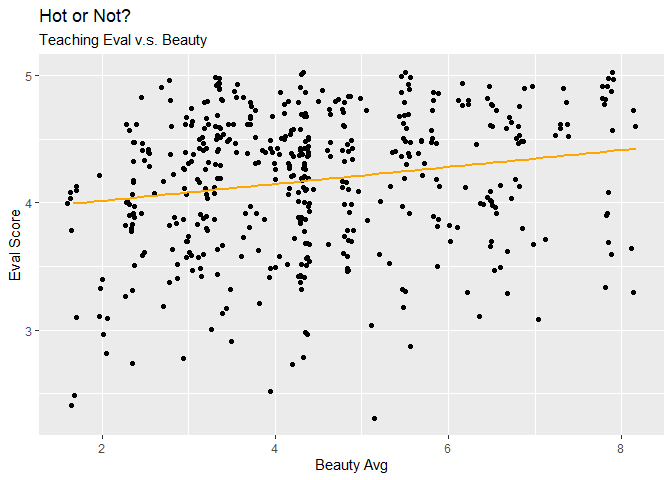 Hot or Not?
Teaching Eval v.s. Beauty
5
4
3
Eval Score
2 4 6 8
Beauty Avg